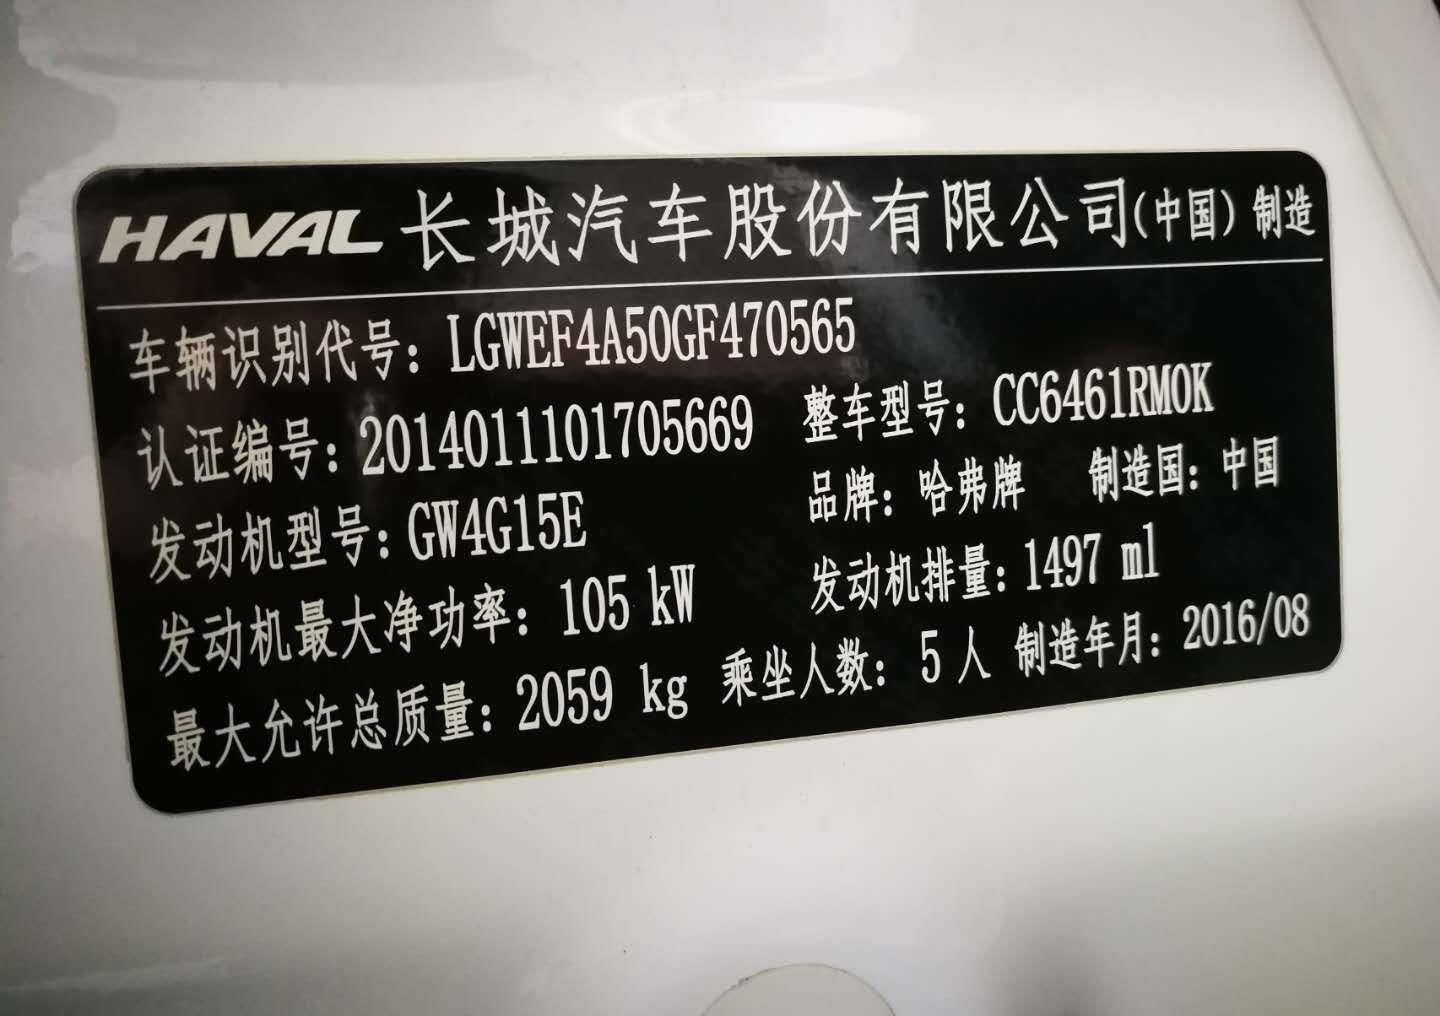 HAVAL 长城汽车股份有限公司(中国)制造
车辆识别代号：LGWEF4A50GF470565
认证编号：2014011101705669 整车型号：CC6461RM0K
发动机型号：GW4G15E 品牌：哈弗牌 制造国：中国
发动机最大净功率：105 kW 发动机排量：1497 ml
最大允许总质量：2059 kg 乘坐人数：5 人 制造年月：2016/08